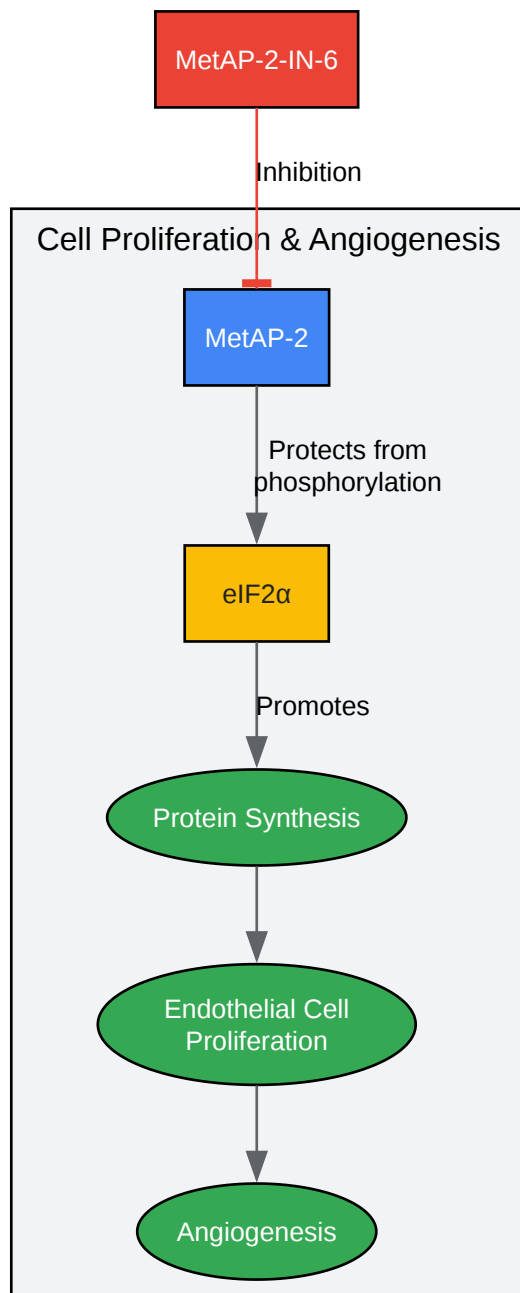 MetAP-2-IN-6
Inhibition
Cell Proliferation & Angiogenesis
MetAP-2
Protects from
phosphorylation
eIF2α
Promotes
Protein Synthesis
Endothelial Cell
Proliferation
Angiogenesis